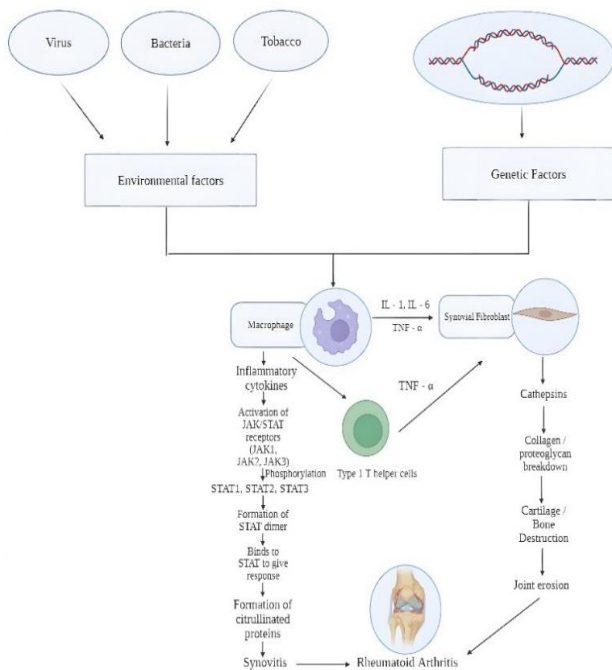 Virus
Bacteria
Tobacco
Environmental factors
Genetic Factors
Macrophage
IL - 1, IL - 6
TNF - α
Synovial Fibroblast
Inflammatory
cytokines
TNF - α
Cathepsins
Activation of
JAK/STAT
receptors
(JAK1,
JAK2, JAK3)
Phosphorylation
Type 1 T helper cells
Collagen /
proteoglycan
breakdown
STAT1, STAT2, STAT3
Formation of
STAT dimer
Cartilage /
Bone
Destruction
Binds to
STAT to give
response
Joint erosion
Formation of
citrullinated
proteins
Synovitis
Rheumatoid Arthritis